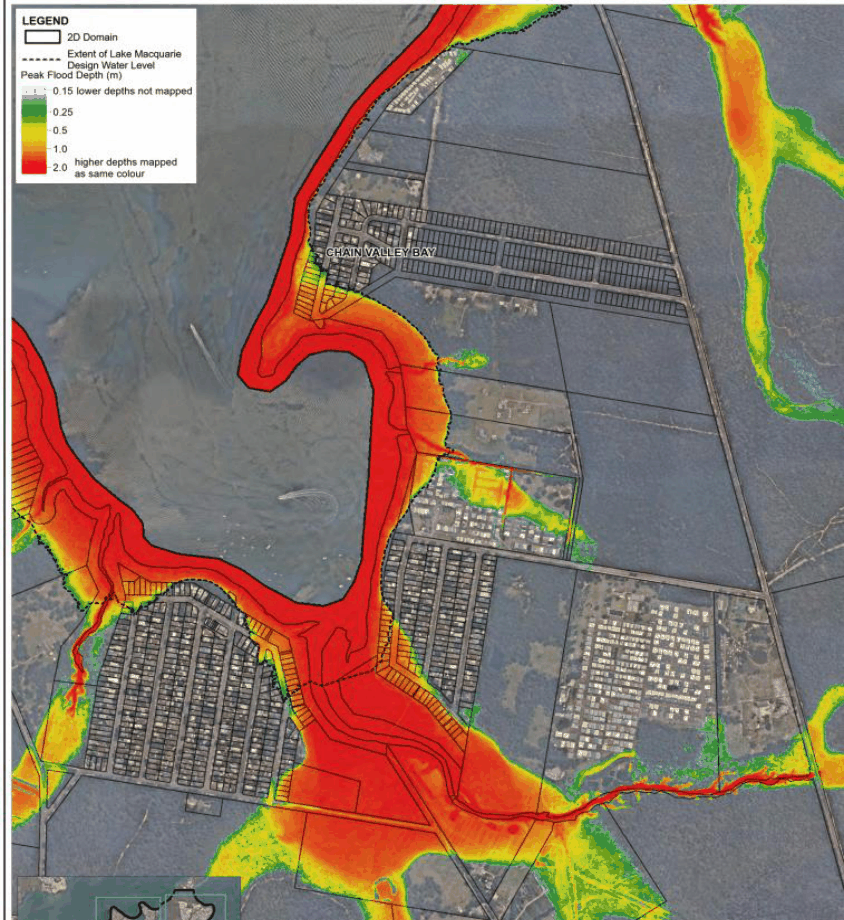 LEGEND
2D Domain
Extent of Lake Macquarie
Design Water Level
Peak Flood Depth (m)
0.15 lower depths not mapped
0.25
0.5
1.0
2.0 higher depths mapped
as same colour
CHAIN VALLEY BAY